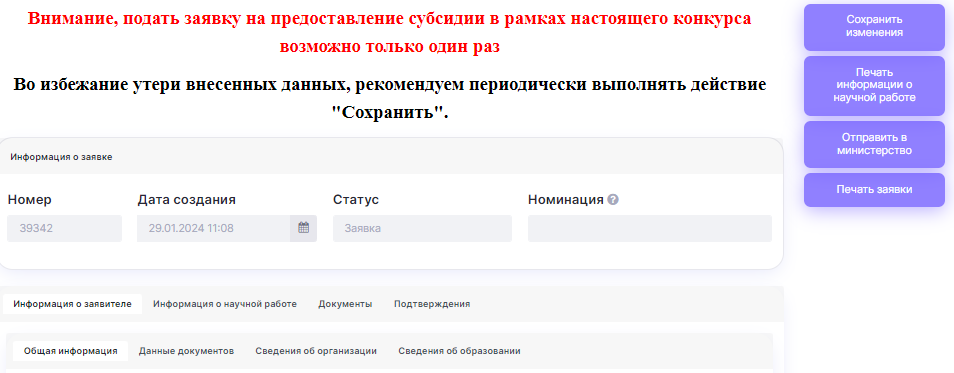 Внимание, подать заявку на предоставление субсидии в рамках настоящего конкурса
возможно только один раз
Во избежание утери внесенных данных, рекомендуем периодически выполнять действие
"Сохранить".
Сохранить
изменения
Печать
информации о
научной работе
Отправить в
министерство
Печать заявки
Информация о заявке
Номер Дата создания Статус Номинация ?
39342 29.01.2024 11:08 Заявка
Информация о заявителе Информация о научной работе Документы Подтверждения
Общая информация Данные документов Сведения об организации Сведения об образовании